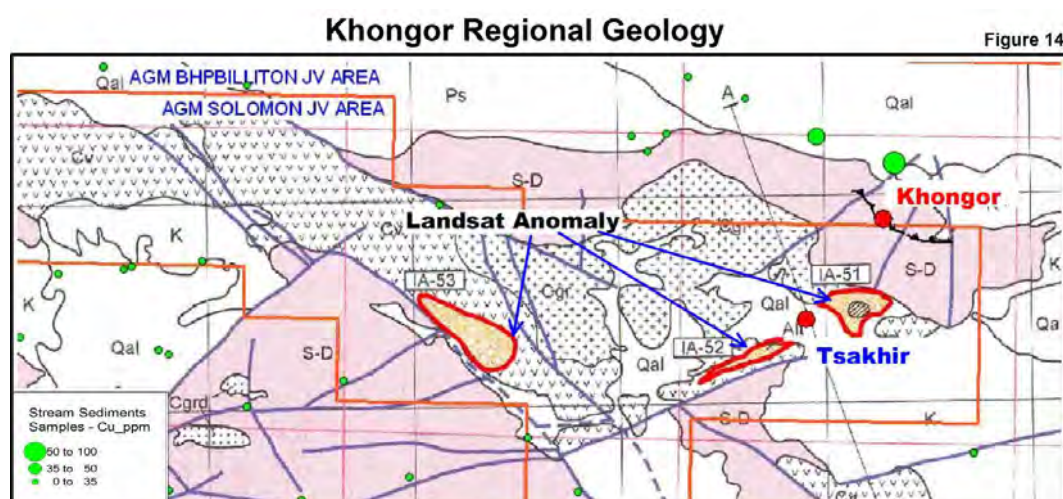 Khongor Regional Geology
Figure 14
Qal
AGM BHPBILLITON JV AREA
AGM SOLOMON JV AREA
Ps
A
Qal
Cv
S-D
Khongor
Landsat Anomaly
K
K
Cv
Cgr
S-D
K
IA-53
IA-51
Cgr
Qal
Qal
S-D
Qal
IA-52
Tsakhir
Cgrd
S-D
K
Stream Sediments
Samples - Cu_ppm
50 to 100
35 to 50
0 to 35